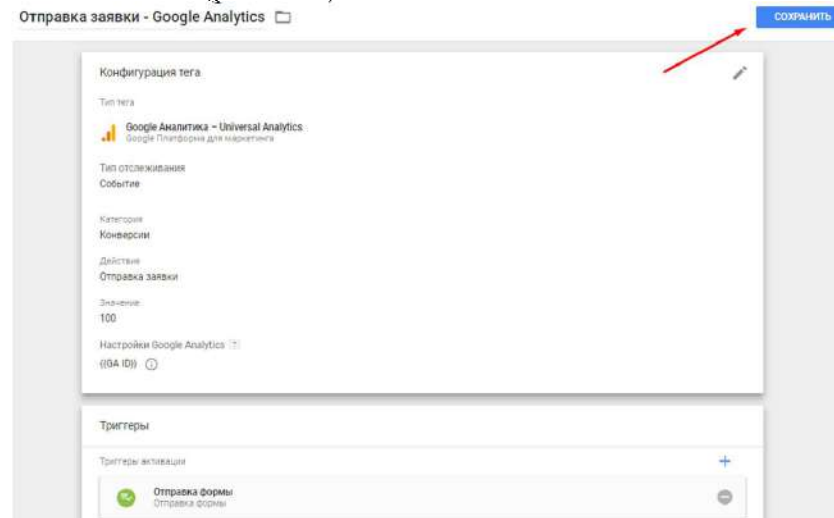 Отправка заявки - Google Analytics
СОХРАНИТЬ
Конфигурация тега
Тип тега
Google Аналитика – Universal Analytics
Google Платформа для маркетинга
Тип отслеживания
Событие
Категория
Конверсии
Действие
Отправка заявки
Значение
100
Настройки Google Analytics ?
{{GA ID}}
Триггеры
Триггеры активации
Отправка формы
Отправка формы